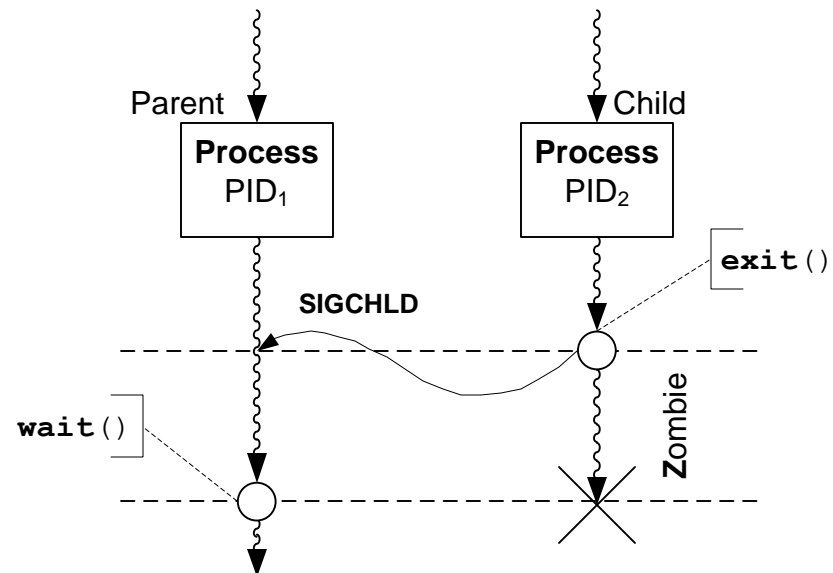 Parent
Child
Process
PID₁
Process
PID₂
exit()
SIGCHLD
Zombie
wait()